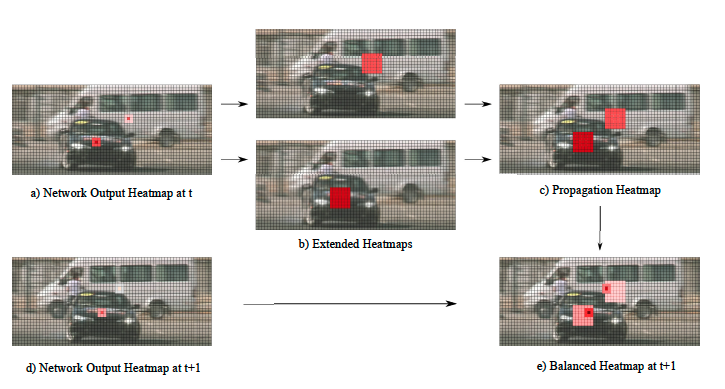 a) Network Output Heatmap at t
b) Extended Heatmaps
c) Propagation Heatmap
d) Network Output Heatmap at t+1
e) Balanced Heatmap at t+1